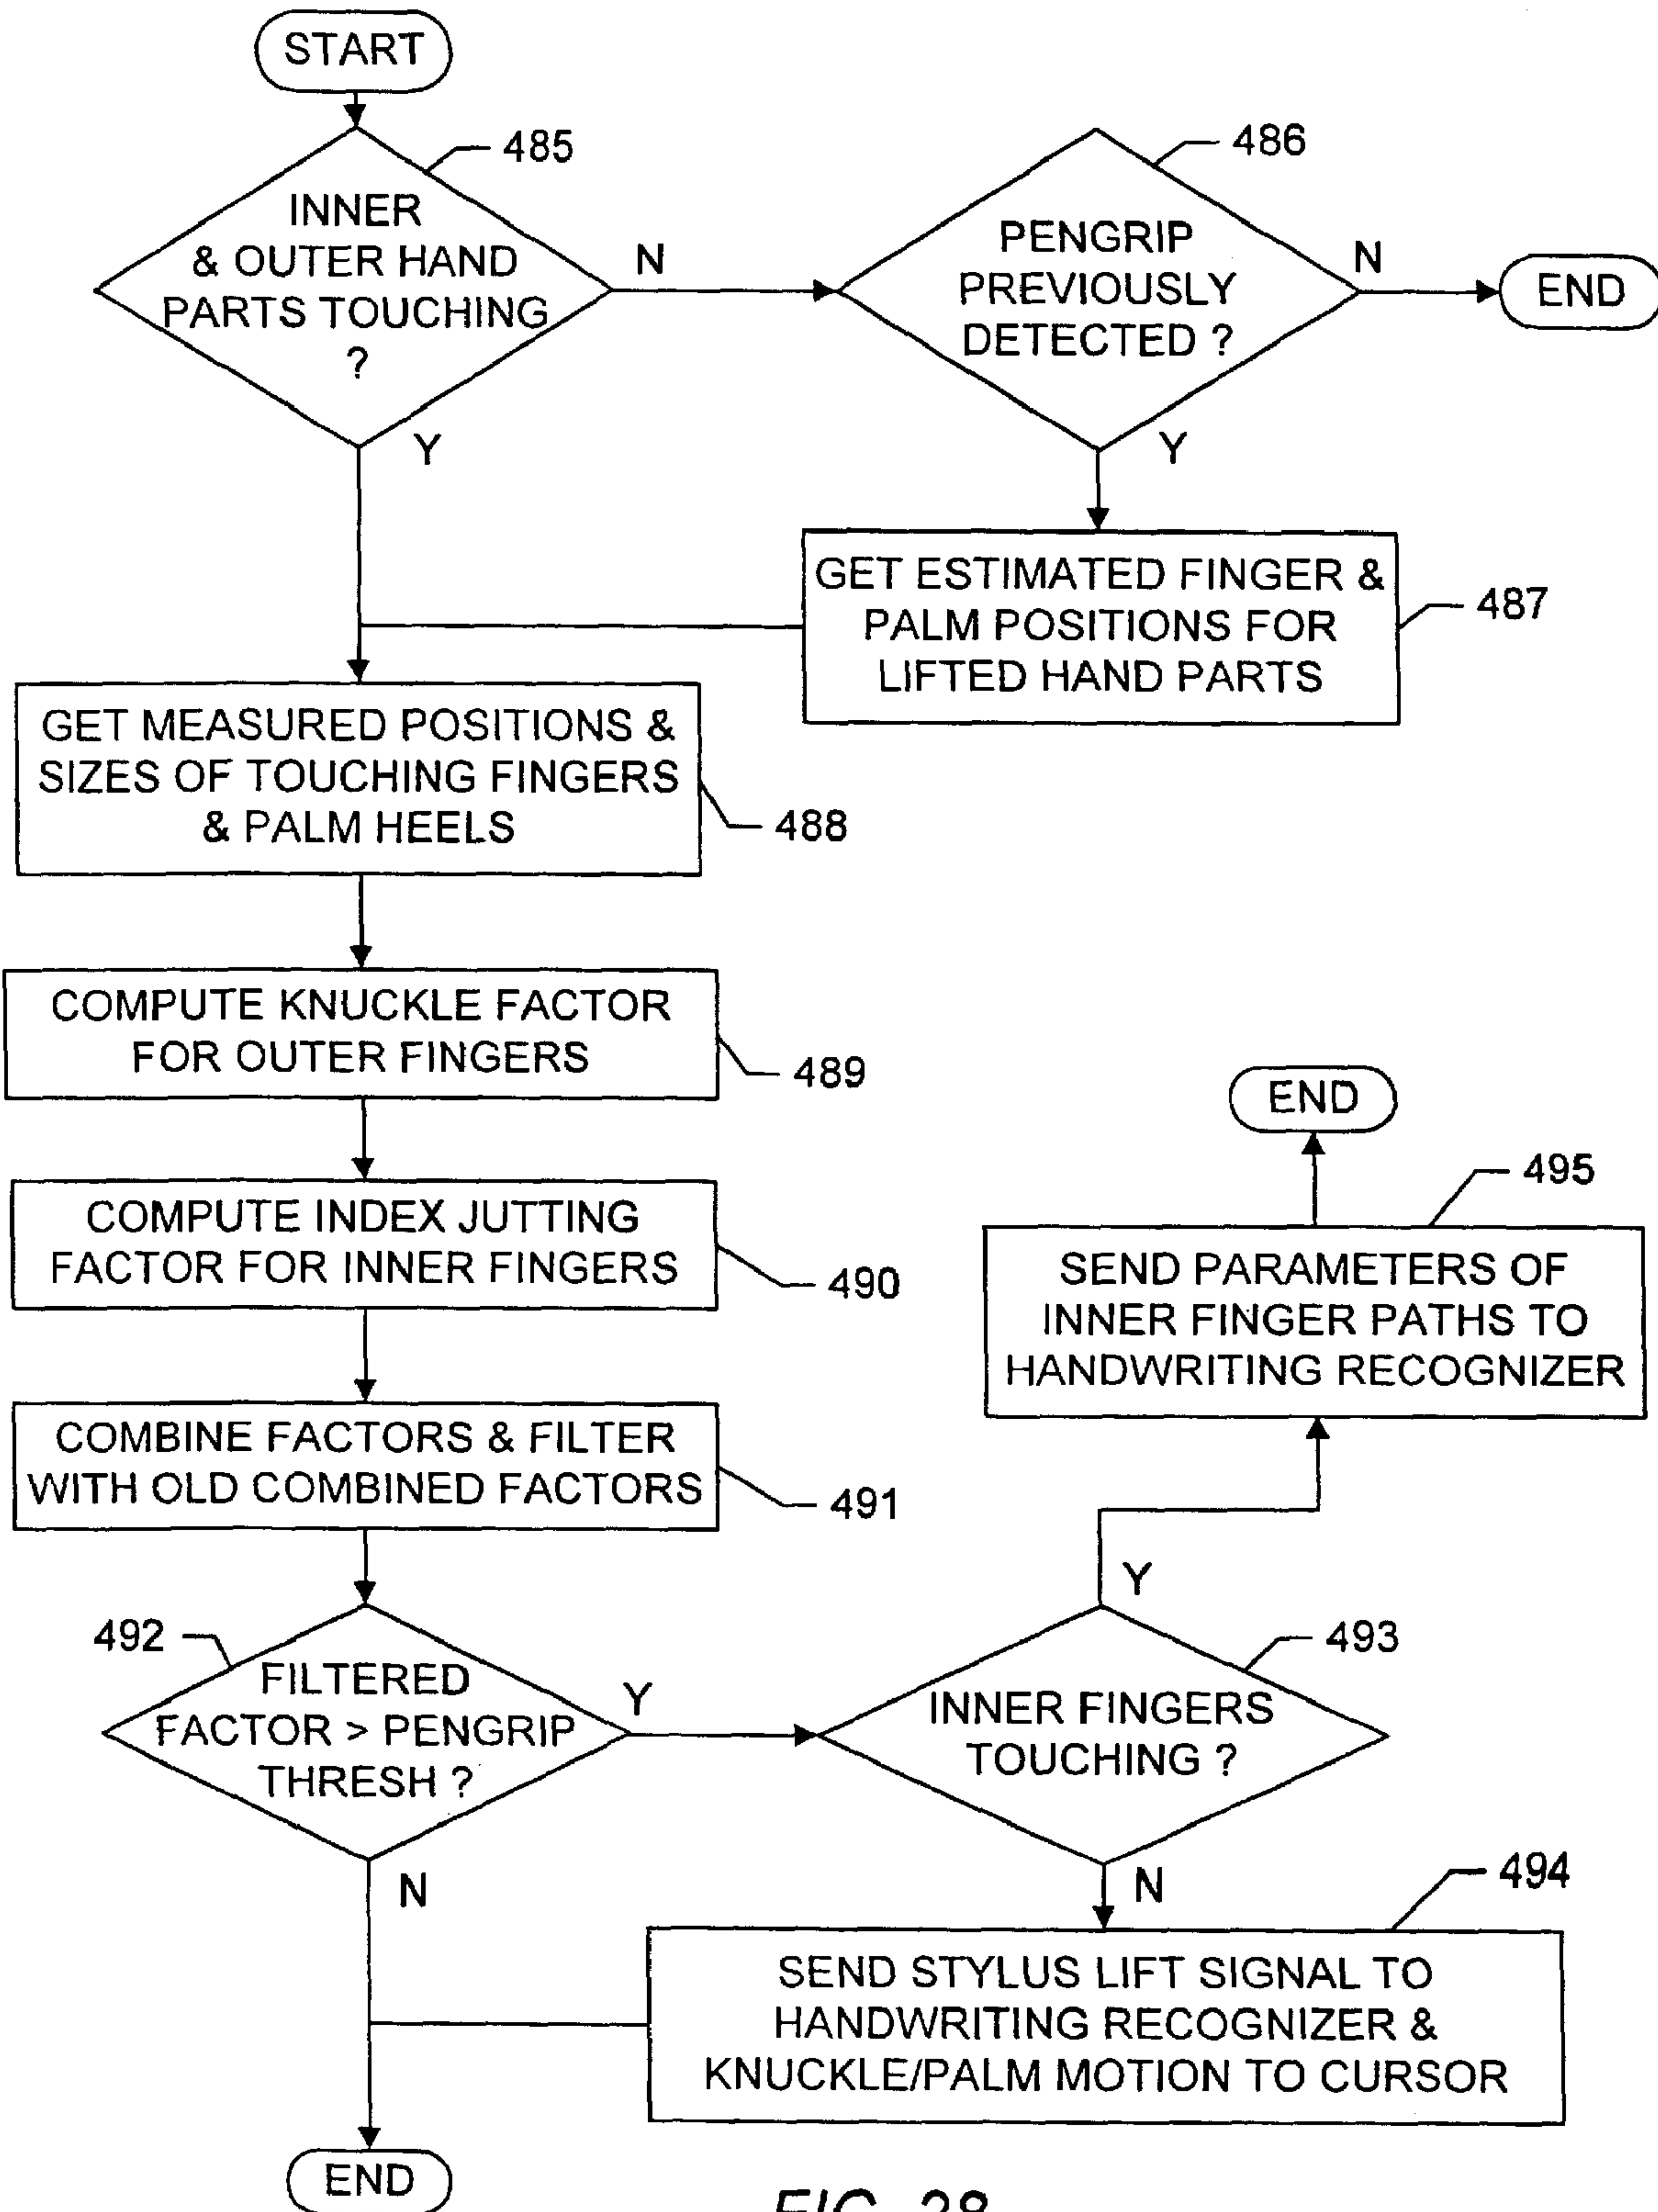 START
485
INNER
& OUTER HAND
PARTS TOUCHING
?
N
Y
486
PENGRIP
PREVIOUSLY
DETECTED ?
N
END
Y
GET ESTIMATED FINGER &
PALM POSITIONS FOR
LIFTED HAND PARTS
487
GET MEASURED POSITIONS &
SIZES OF TOUCHING FINGERS
& PALM HEELS
488
COMPUTE KNUCKLE FACTOR
FOR OUTER FINGERS
489
COMPUTE INDEX JUTTING
FACTOR FOR INNER FINGERS
490
COMBINE FACTORS & FILTER
WITH OLD COMBINED FACTORS
491
492
FILTERED
FACTOR > PENGRIP
THRESH ?
Y
N
END
495
SEND PARAMETERS OF
INNER FINGER PATHS TO
HANDWRITING RECOGNIZER
Y
493
INNER FINGERS
TOUCHING ?
N
494
SEND STYLUS LIFT SIGNAL TO
HANDWRITING RECOGNIZER &
KNUCKLE/PALM MOTION TO CURSOR
END
FIG. 28